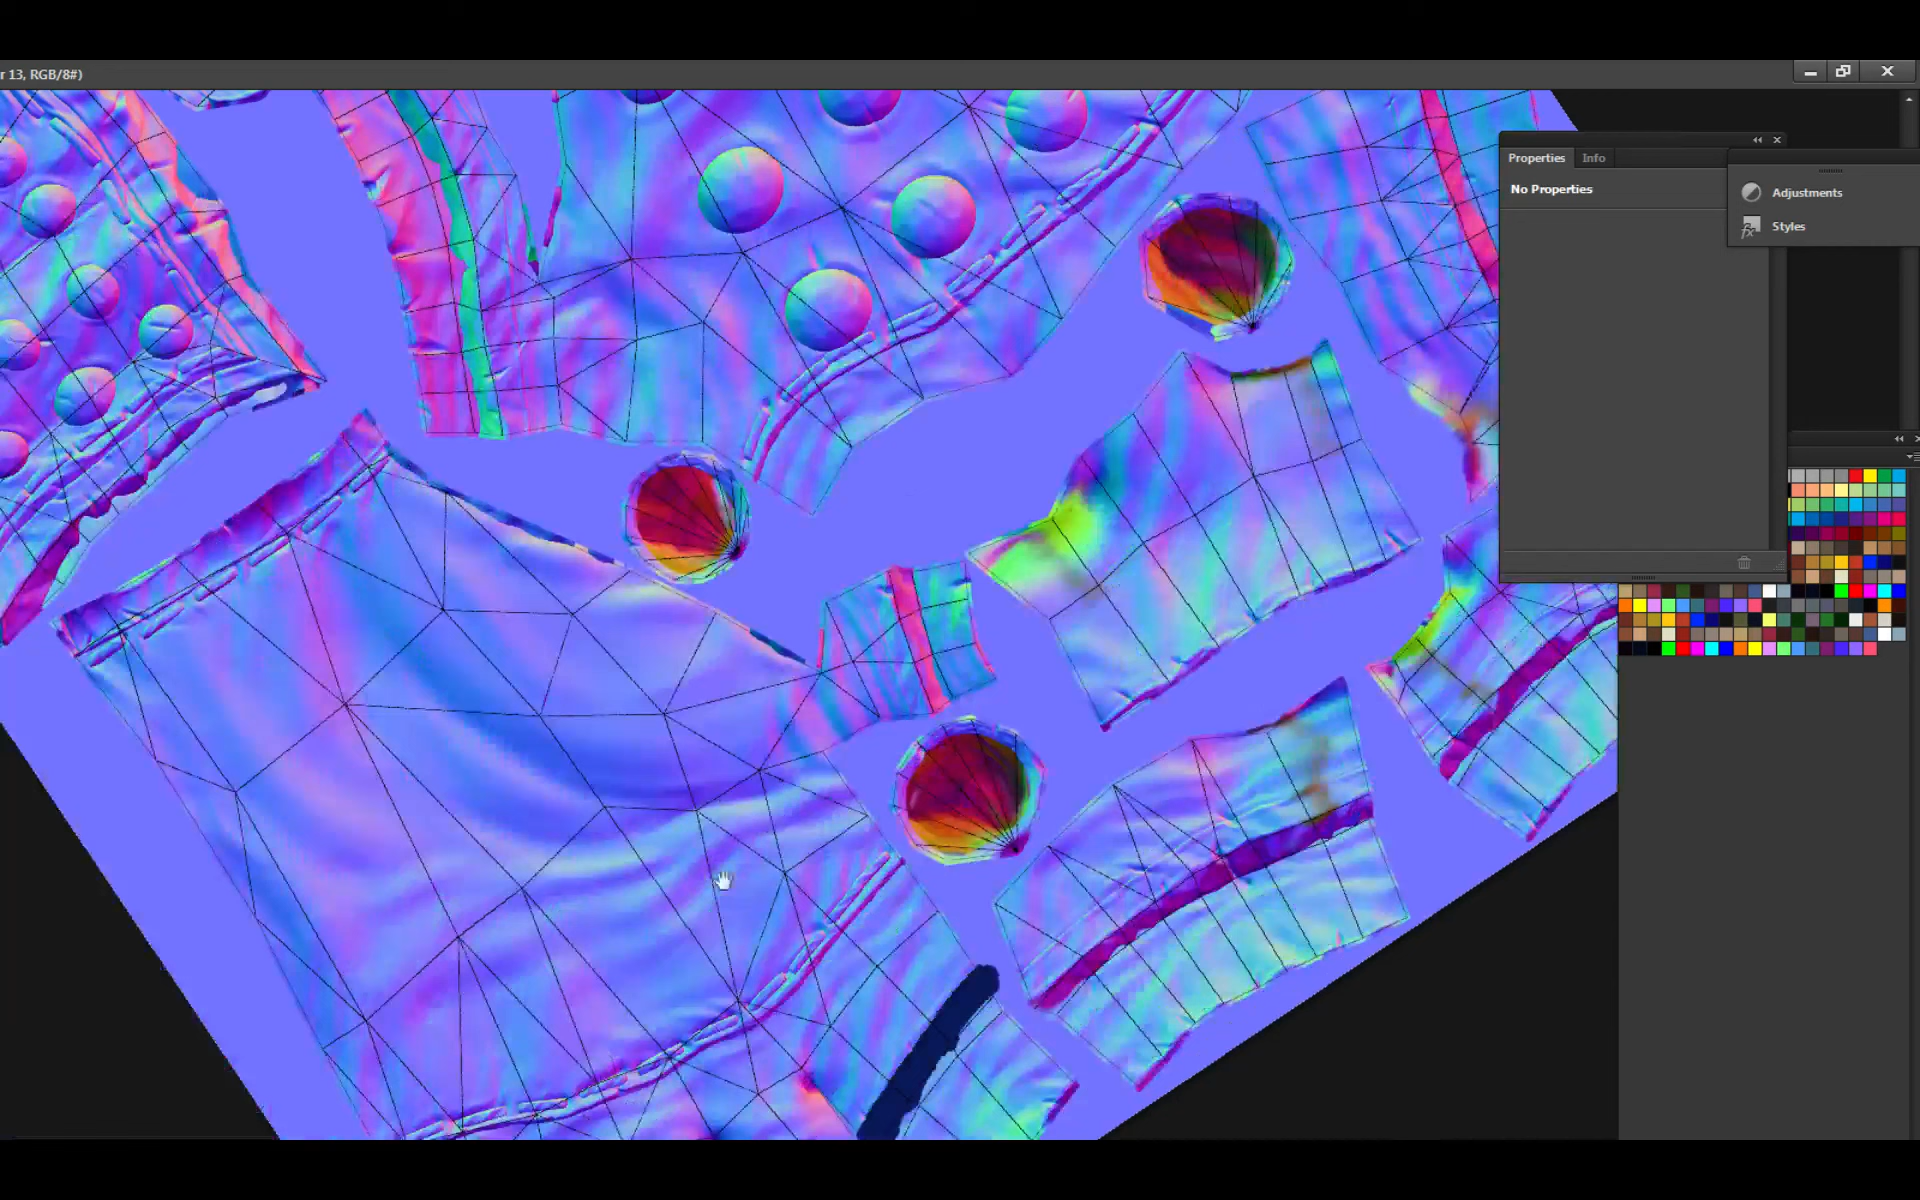 r 13, RGB/8#)
Properties
Info
No Properties
Adjustments
Styles